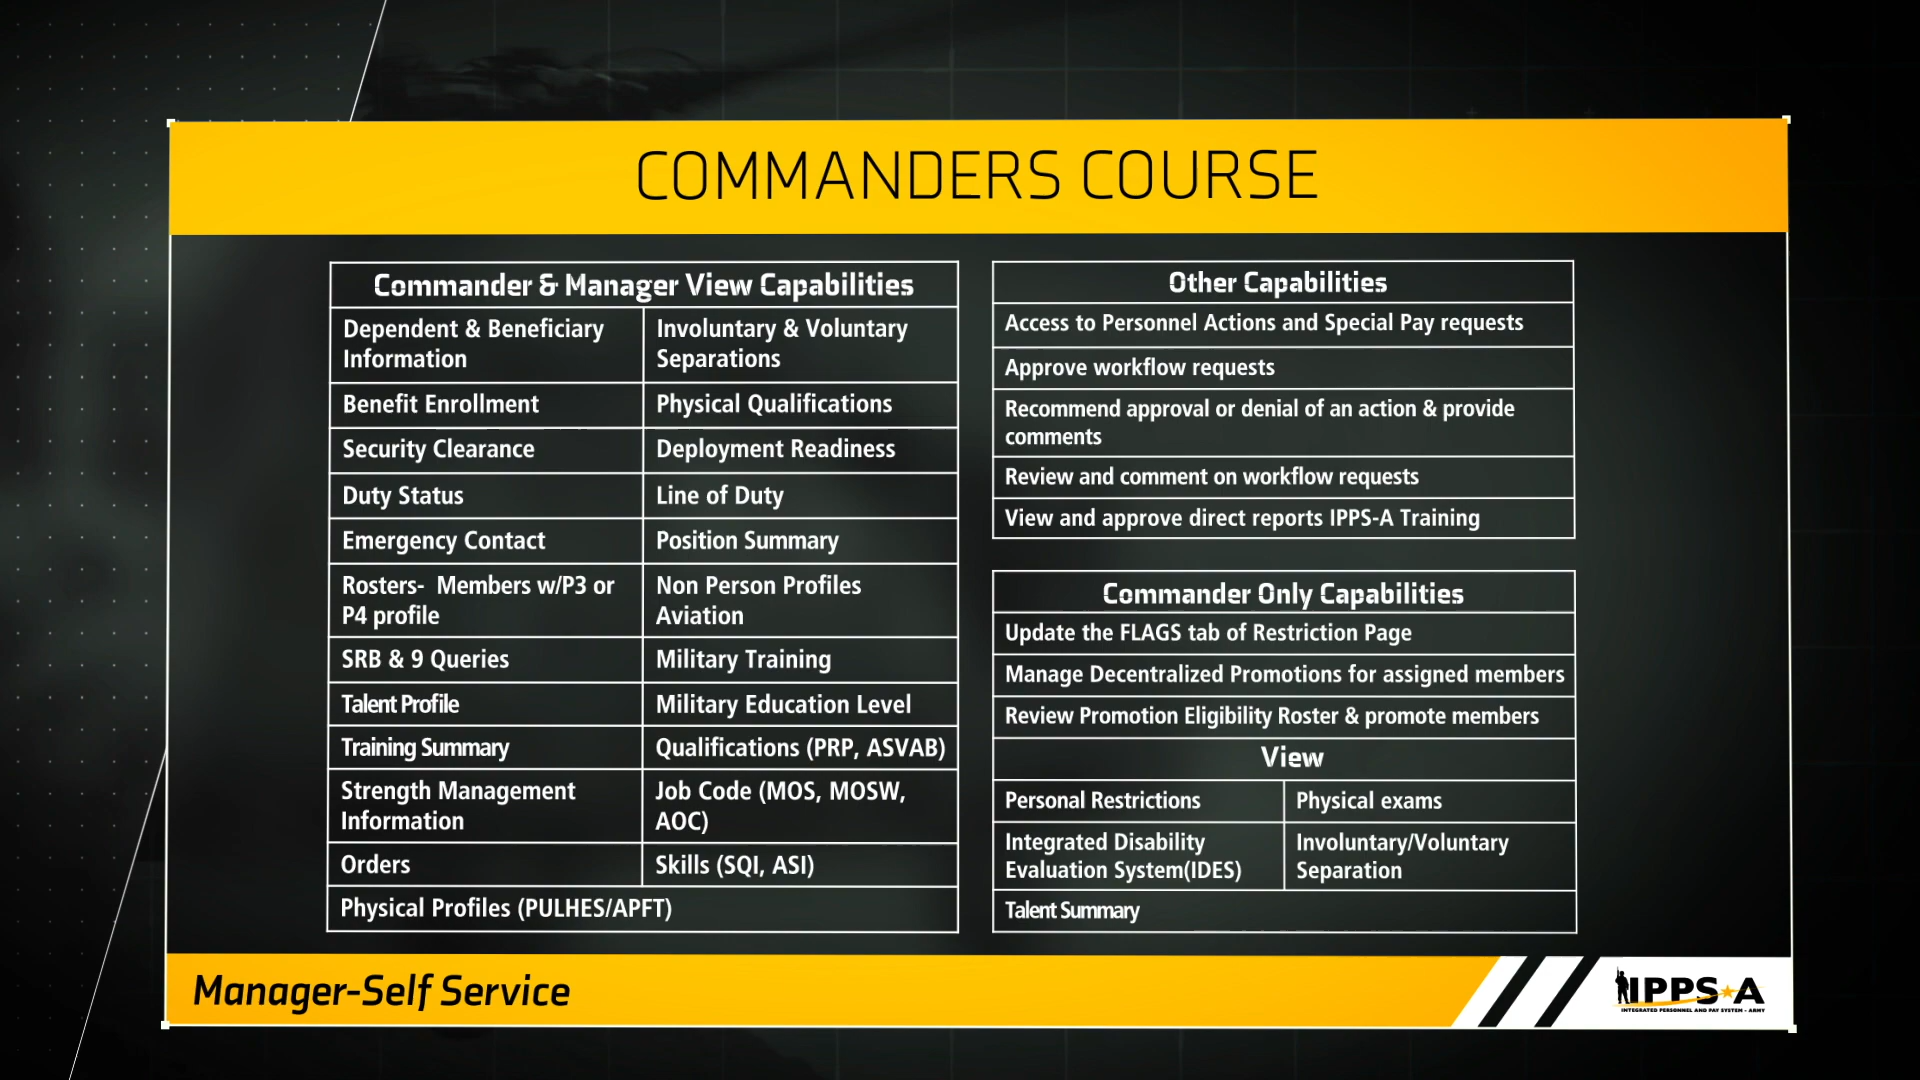 COMMANDERS COURSE
Commander & Manager View Capabilities
Dependent & Beneficiary
Information
Involuntary & Voluntary
Separations
Benefit Enrollment
Physical Qualifications
Security Clearance
Deployment Readiness
Duty Status
Line of Duty
Emergency Contact
Position Summary
Rosters- Members w/P3 or
P4 profile
Non Person Profiles
Aviation
SRB & 9 Queries
Military Training
Talent Profile
Military Education Level
Training Summary
Qualifications (PRP, ASVAB)
Strength Management
Information
Job Code (MOS, MOSW,
AOC)
Orders
Skills (SQI, ASI)
Physical Profiles (PULHES/APFT)
Other Capabilities
Access to Personnel Actions and Special Pay requests
Approve workflow requests
Recommend approval or denial of an action & provide
comments
Review and comment on workflow requests
View and approve direct reports IPPS-A Training
Commander Only Capabilities
Update the FLAGS tab of Restriction Page
Manage Decentralized Promotions for assigned members
Review Promotion Eligibility Roster & promote members
View
Personal Restrictions
Physical exams
Integrated Disability
Evaluation System(IDES)
Involuntary/Voluntary
Separation
Talent Summary
Manager-Self Service
IPPS★A
INTEGRATED PERSONNEL AND PAY SYSTEM - ARMY